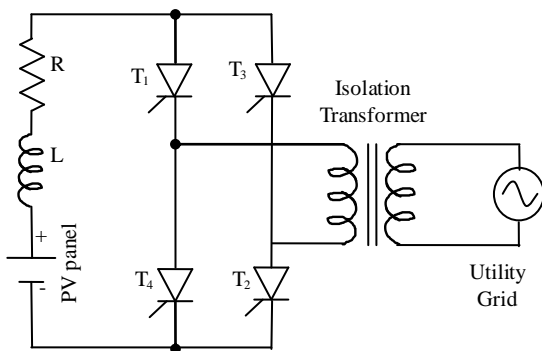 R
T1
T3
Isolation
Transformer
L
+
PV panel
-
T4
T2
Utility
Grid